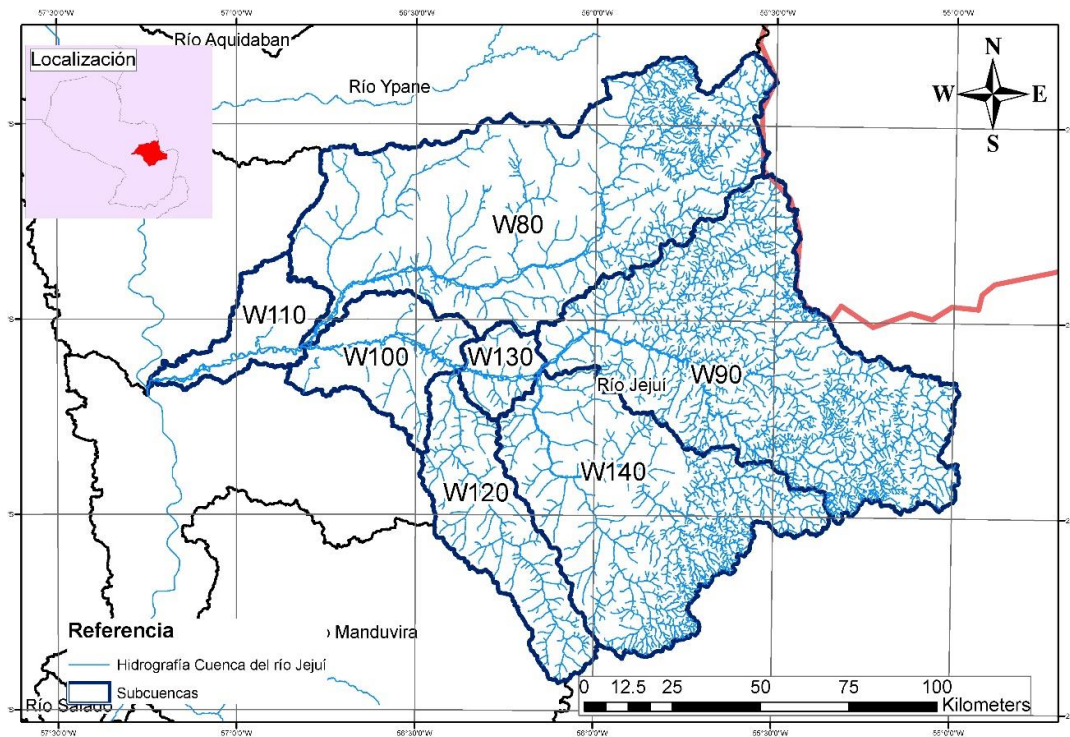 57°30'0"W 57°0'0"W 56°30'0"W 56°0'0"W 55°30'0"W 55°0'0"W
Río Aquidaban
Localización
Río Ypane
N
W E
S
W80
W110
W100
W130
W90
Río Jejuí
W140
W120
Referencia
Manduvira
Hidrografía Cuenca del río Jejuí
Subcuencas
Río Salado
0 12.5 25 50 75 100
Kilometers
57°30'0"W 57°0'0"W 56°30'0"W 56°0'0"W 55°30'0"W 55°0'0"W